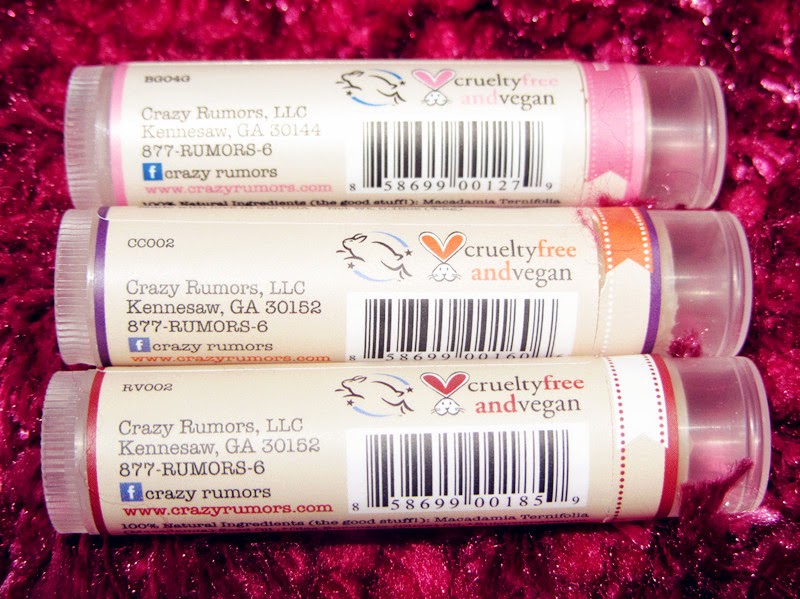 BG04G
crueltyfree
andvegan
Crazy Rumors, LLC
Kennesaw, GA 30144
877-RUMORS-6
crazy rumors
www.crazyrumors.com
8 58699 00127 9
100% Natural Ingredients (the good stuff!): Macadamia Ternifolia
CC002
crueltyfree
andvegan
Crazy Rumors, LLC
Kennesaw, GA 30152
877-RUMORS-6
crazy rumors
www.crazyrumors.com
8 58699 00160 6
RV002
crueltyfree
andvegan
Crazy Rumors, LLC
Kennesaw, GA 30152
877-RUMORS-6
crazy rumors
www.crazyrumors.com
8 58699 00185 9
100% Natural Ingredients (the good stuff!): Macadamia Ternifolia